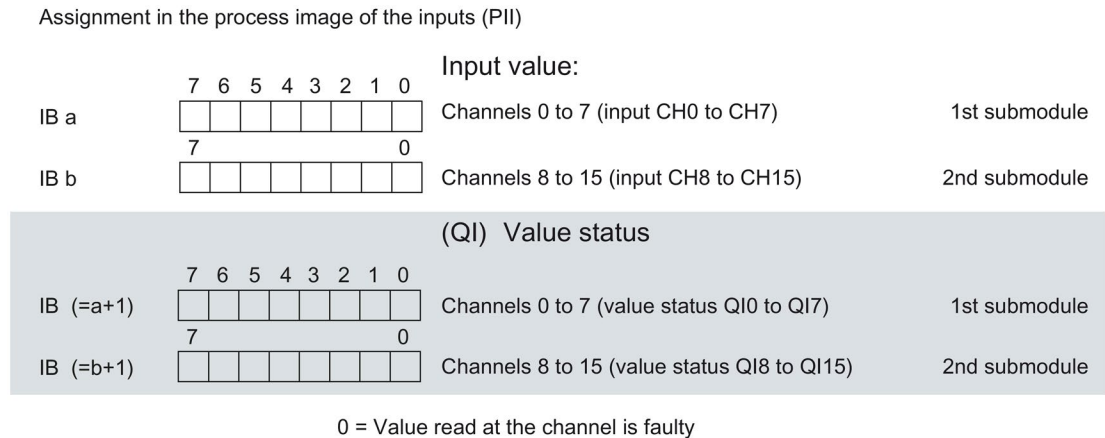 Assignment in the process image of the inputs (PII)
Input value:
7 6 5 4 3 2 1 0
IB a Channels 0 to 7 (input CH0 to CH7) 1st submodule
7 0
IB b Channels 8 to 15 (input CH8 to CH15) 2nd submodule
(QI) Value status
7 6 5 4 3 2 1 0
IB (=a+1) Channels 0 to 7 (value status QI0 to QI7) 1st submodule
7 0
IB (=b+1) Channels 8 to 15 (value status QI8 to QI15) 2nd submodule
0 = Value read at the channel is faulty